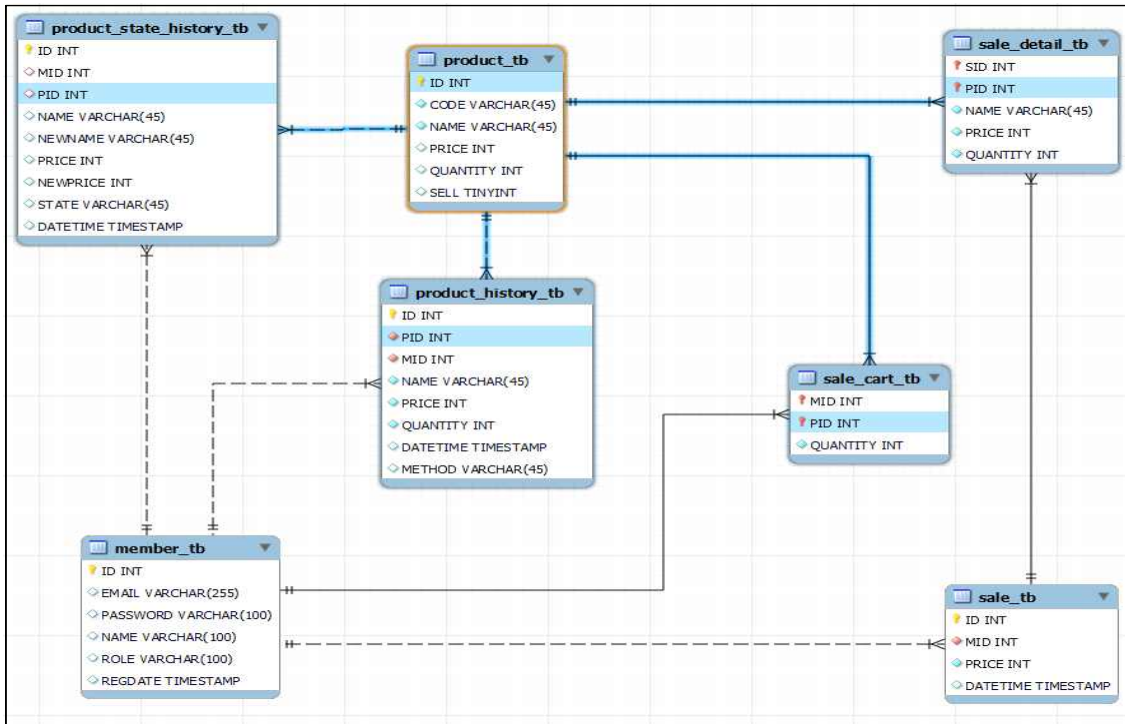 product_state_history_tb
ID INT
MID INT
PID INT
NAME VARCHAR(45)
NEWNAME VARCHAR(45)
PRICE INT
NEWPRICE INT
STATE VARCHAR(45)
DATETIME TIMESTAMP
product_tb
ID INT
CODE VARCHAR(45)
NAME VARCHAR(45)
PRICE INT
QUANTITY INT
SELL TINYINT
sale_detail_tb
SID INT
PID INT
NAME VARCHAR(45)
PRICE INT
QUANTITY INT
product_history_tb
ID INT
PID INT
MID INT
NAME VARCHAR(45)
PRICE INT
QUANTITY INT
DATETIME TIMESTAMP
METHOD VARCHAR(45)
sale_cart_tb
MID INT
PID INT
QUANTITY INT
member_tb
ID INT
EMAIL VARCHAR(255)
PASSWORD VARCHAR(100)
NAME VARCHAR(100)
ROLE VARCHAR(100)
REGDATE TIMESTAMP
sale_tb
ID INT
MID INT
PRICE INT
DATETIME TIMESTAMP